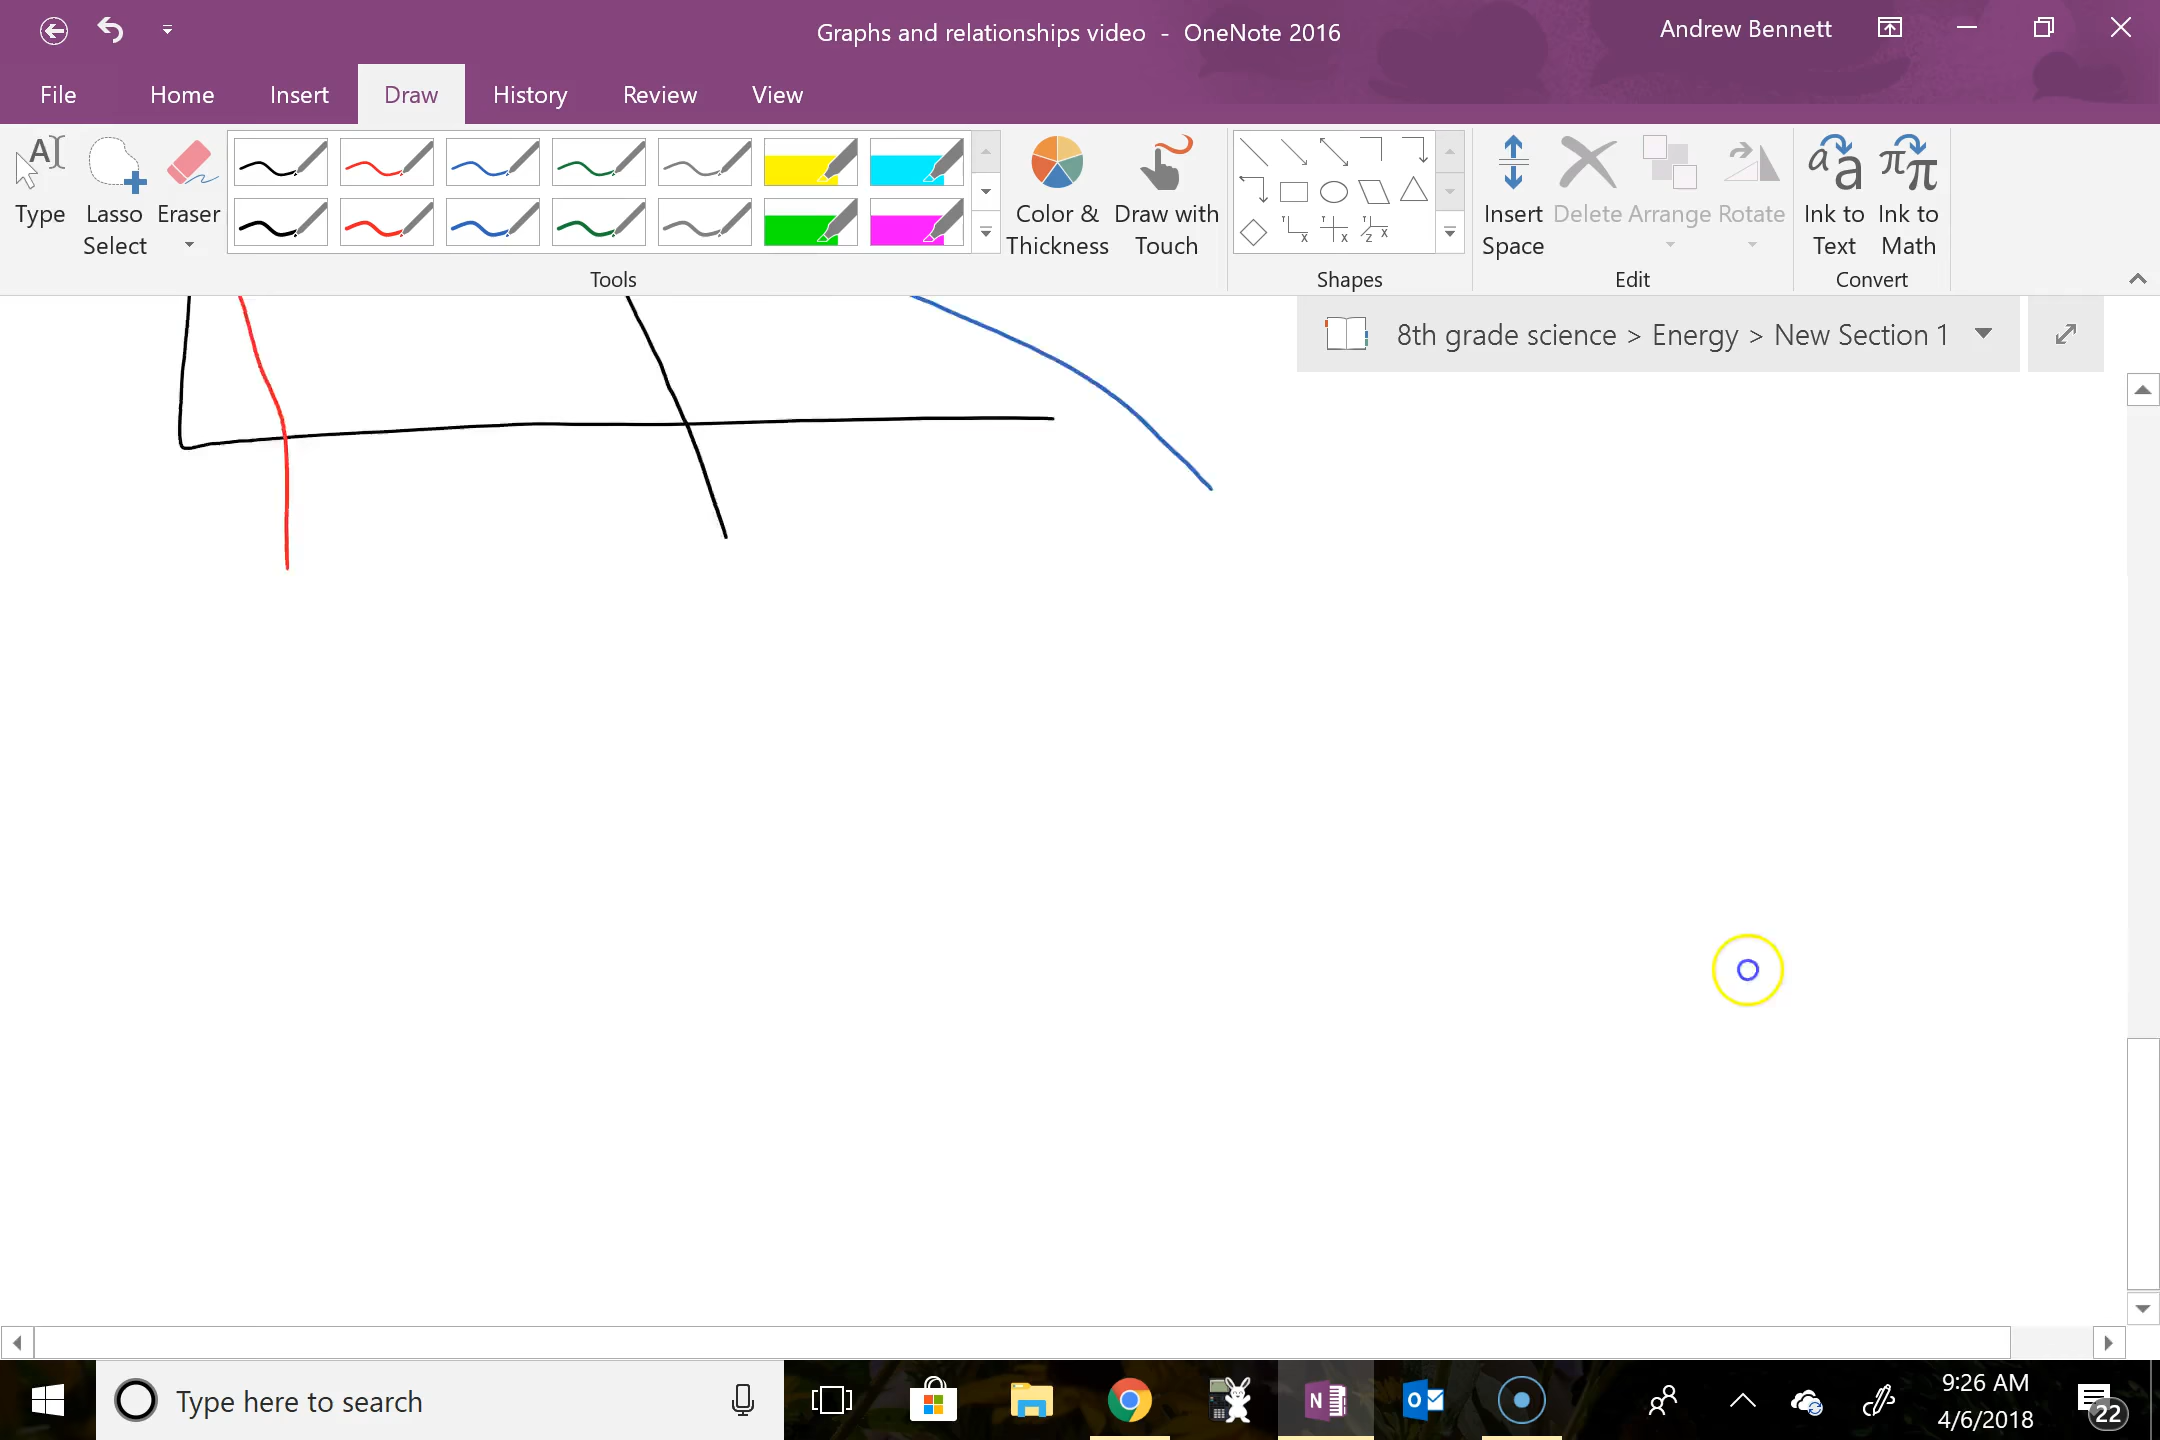 Graphs and relationships video - OneNote 2016
Andrew Bennett
File Home Insert Draw History Review View
Type
Lasso Select
Eraser
Color & Thickness
Draw with Touch
Insert Space
Delete
Arrange
Rotate
Ink to Text
Ink to Math
Tools
Shapes
Edit
Convert
8th grade science > Energy > New Section 1
Type here to search
9:26 AM
4/6/2018
22